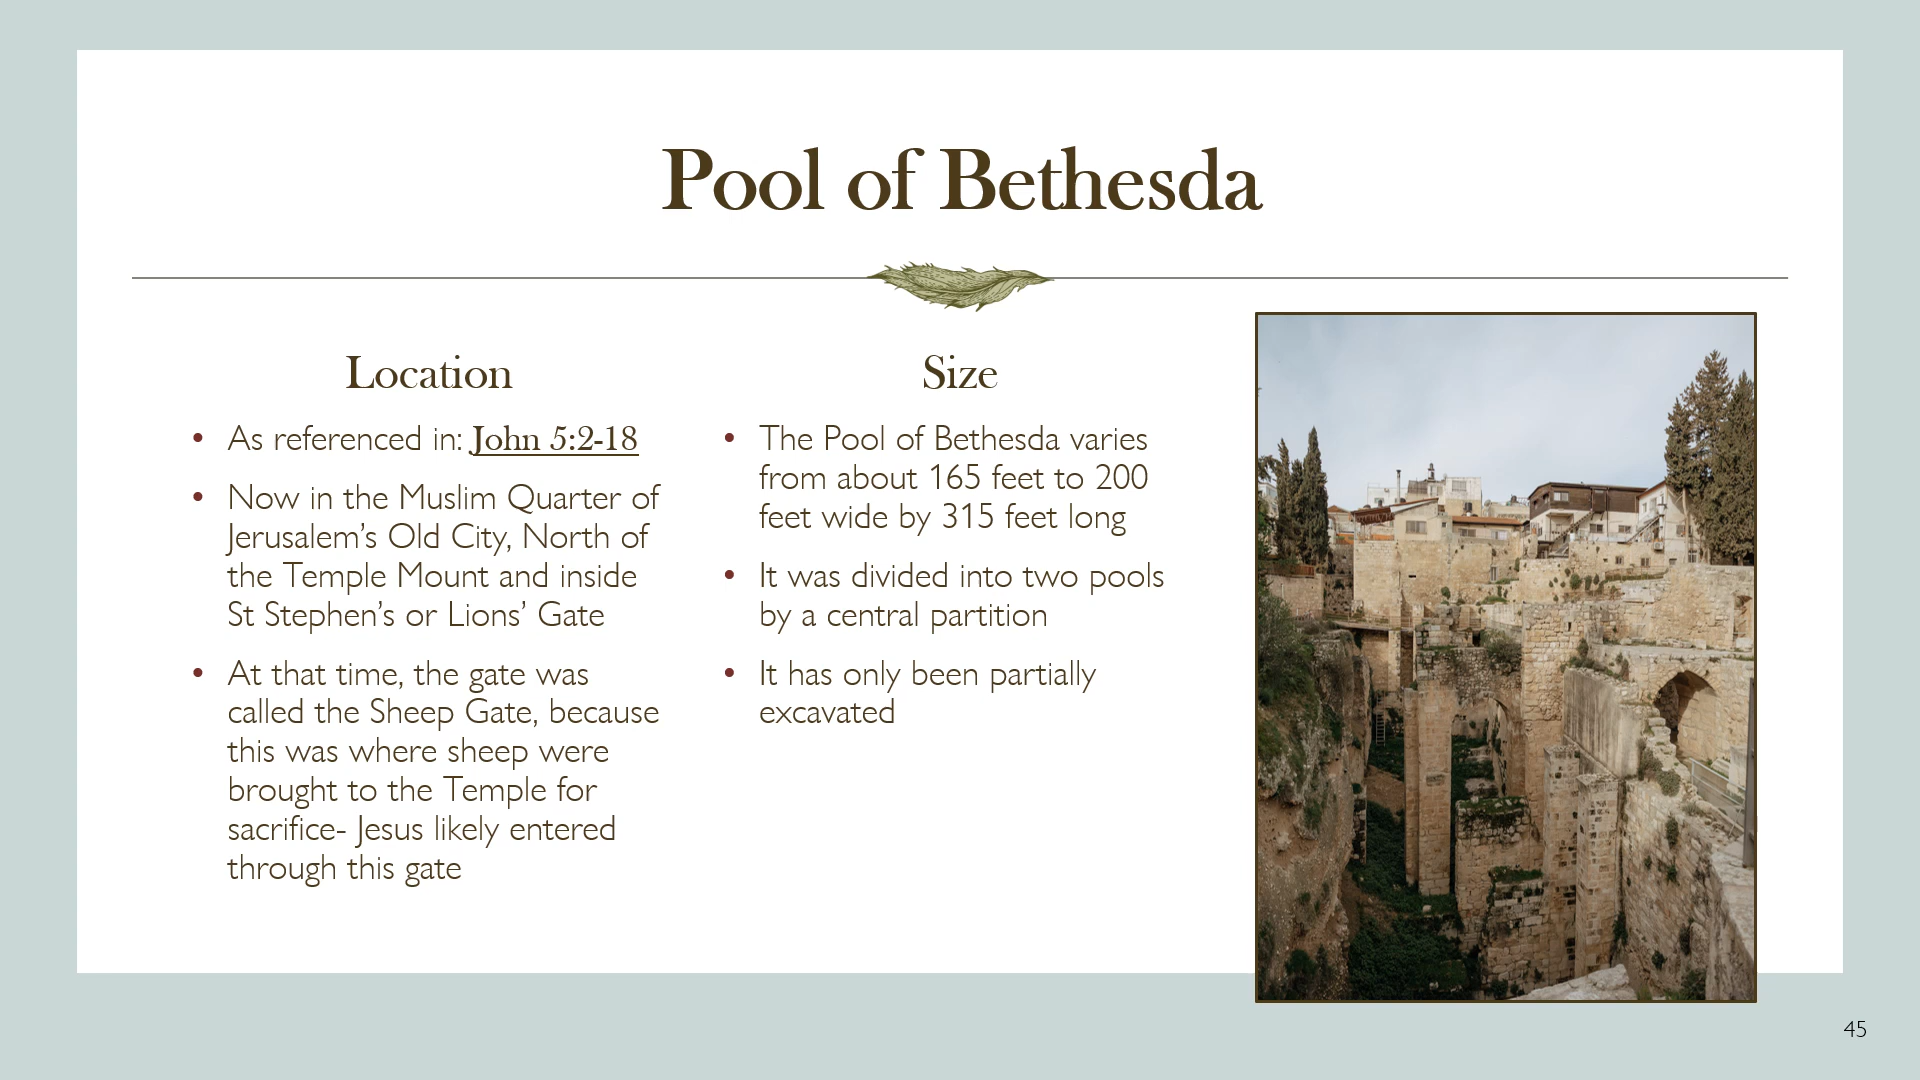 Pool of Bethesda
Location
• As referenced in: John 5:2-18
• Now in the Muslim Quarter of
Jerusalem’s Old City, North of
the Temple Mount and inside
St Stephen’s or Lions’ Gate
• At that time, the gate was
called the Sheep Gate, because
this was where sheep were
brought to the Temple for
sacrifice- Jesus likely entered
through this gate
Size
• The Pool of Bethesda varies
from about 165 feet to 200
feet wide by 315 feet long
• It was divided into two pools
by a central partition
• It has only been partially
excavated
45